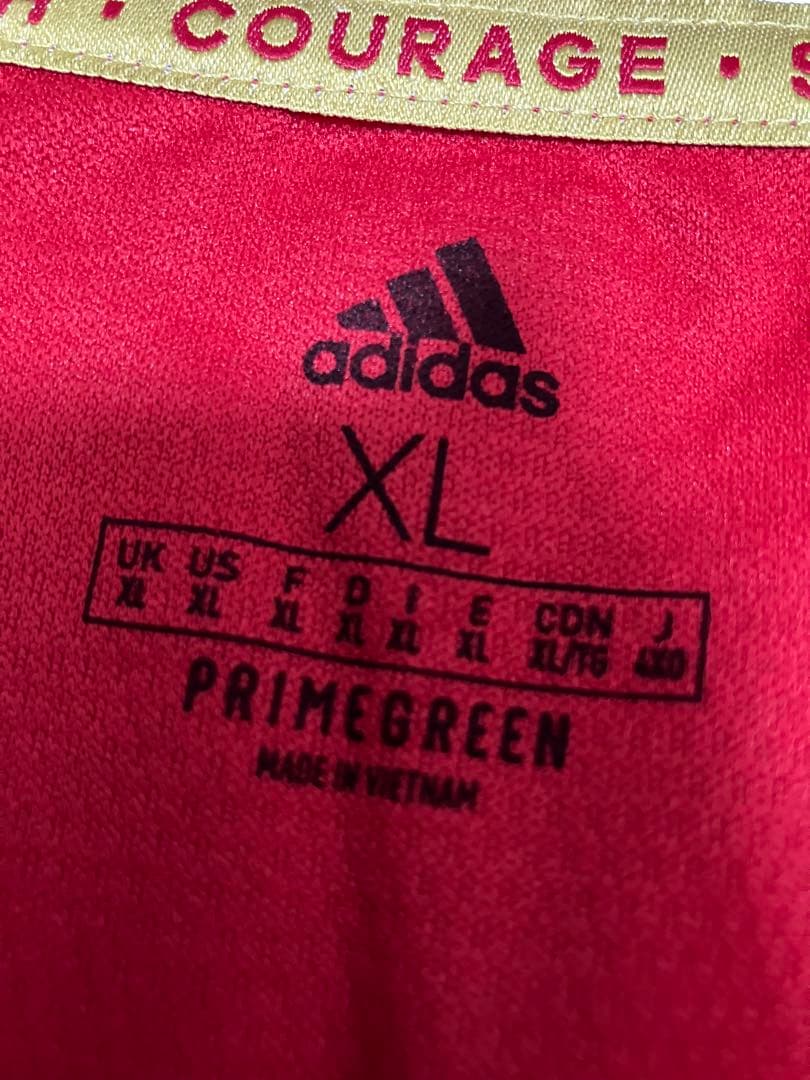 H • COURAGE • S
adidas
XL
UK US F D I E CDN J
XL XL XL XL XL XL XL/TG 4XO
PRIMEGREEN
MADE IN VIETNAM